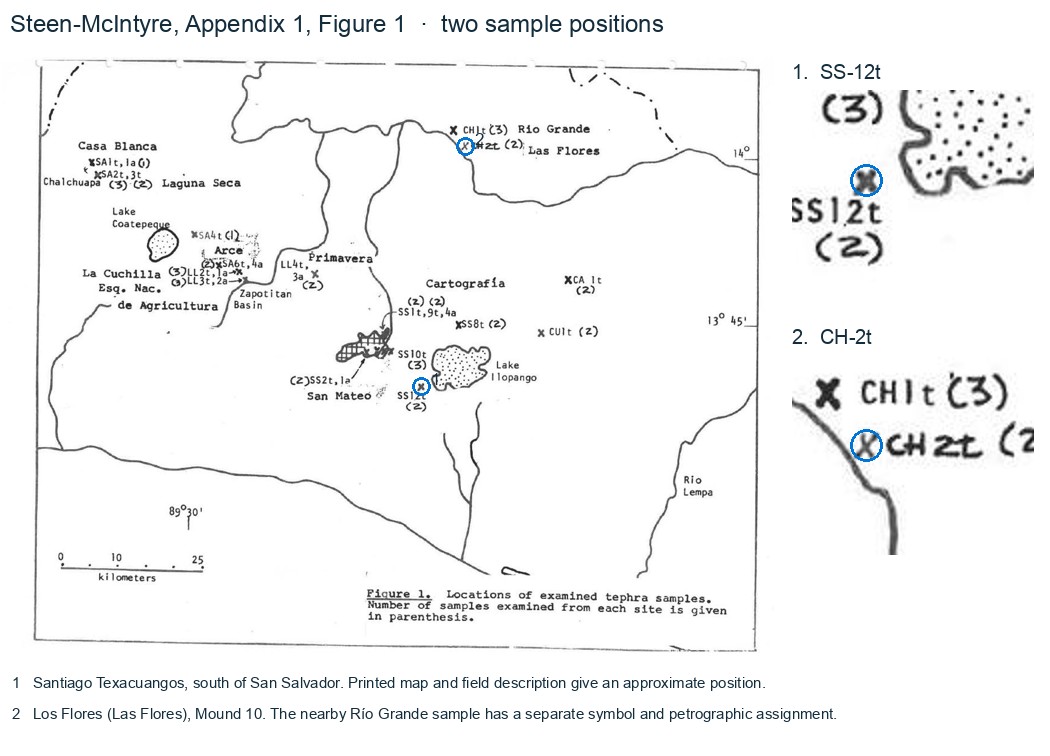 Steen-McIntyre, Appendix 1, Figure 1 · two sample positions
1. SS-12t
(3)
SS12t
(2)
2. CH-2t
CH1t (3)
CH2t (2
CH1t (3) Rio Grande
CH2t (2) Las Flores
14°
Casa Blanca
XSA1t, 1a(1)
XSA2t,3t
Chalchuapa (3) (2) Laguna Seca
Lake
Coatepeque
XSA4t (1)
Arce
(2)XSA6t,4a
La Cuchilla (3)LL2t,1a
Esq. Nac. (3)LL3t,2a
de Agricultura
Zapotitan
Basin
LL4t,
3a
(2)
Primavera
Cartografía
(2) (2)
SS1t,9t,4a
XSS8t (2)
XCA 1t
(2)
X CU1t (2)
13° 45'
SS10t
(3)
Lake
Ilopango
(2)SS2t,1a
San Mateo
SS12t
(2)
Rio
Lempa
89°30'
0 10 25
kilometers
Figure 1. Locations of examined tephra samples.
Number of samples examined from each site is given
in parenthesis.
1 Santiago Texacuangos, south of San Salvador. Printed map and field description give an approximate position.
2 Los Flores (Las Flores), Mound 10. The nearby Río Grande sample has a separate symbol and petrographic assignment.